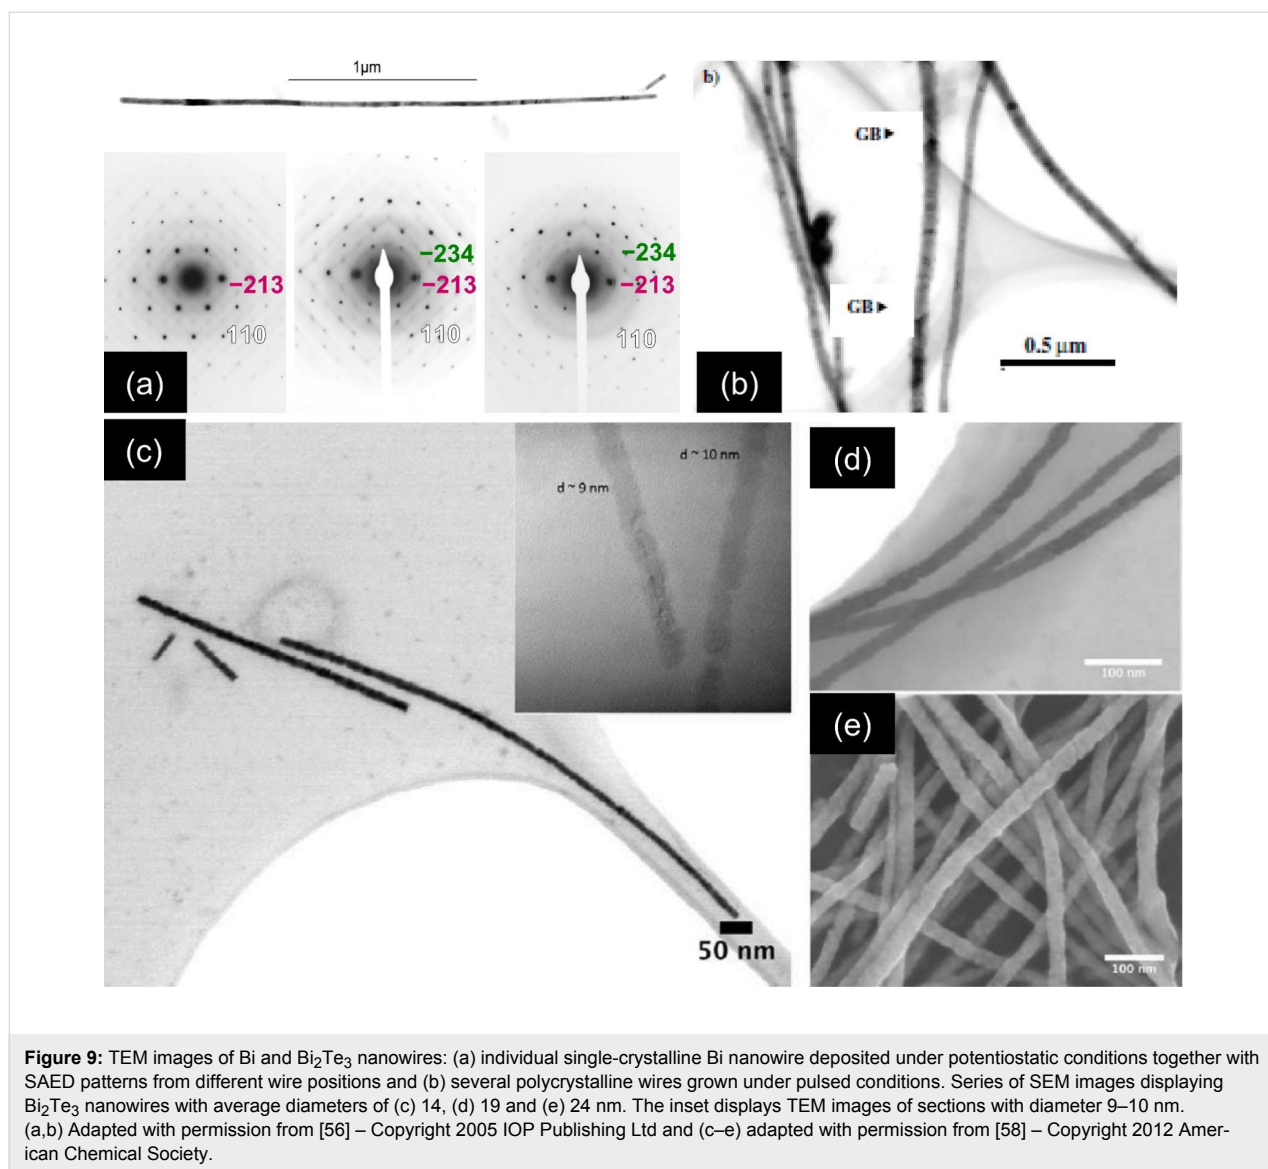 1µm
b)
GB
GB
0.5 µm
−213
110
−234
−213
110
−234
−213
110
(a)
(b)
(c)
d ~ 10 nm
d ~ 9 nm
50 nm
(d)
100 nm
(e)
100 nm
Figure 9: TEM images of Bi and Bi₂Te₃ nanowires: (a) individual single-crystalline Bi nanowire deposited under potentiostatic conditions together with
SAED patterns from different wire positions and (b) several polycrystalline wires grown under pulsed conditions. Series of SEM images displaying
Bi₂Te₃ nanowires with average diameters of (c) 14, (d) 19 and (e) 24 nm. The inset displays TEM images of sections with diameter 9–10 nm.
(a,b) Adapted with permission from [56] – Copyright 2005 IOP Publishing Ltd and (c–e) adapted with permission from [58] – Copyright 2012 Amer-
ican Chemical Society.